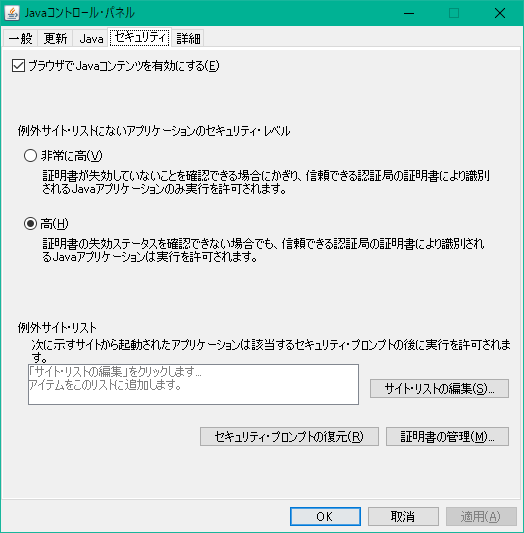 Javaコントロール・パネル
一般 更新 Java セキュリティ 詳細
ブラウザでJavaコンテンツを有効にする(E)
例外サイト・リストにないアプリケーションのセキュリティ・レベル
非常に高(V)
証明書が失効していないことを確認できる場合にかぎり、信頼できる認証局の証明書により識別
されるJavaアプリケーションのみ実行を許可されます。
高(H)
証明書の失効ステータスを確認できない場合でも、信頼できる認証局の証明書により識別され
るJavaアプリケーションは実行を許可されます。
例外サイト・リスト
次に示すサイトから起動されたアプリケーションは該当するセキュリティ・プロンプトの後に実行を許可されま
す。
「サイト・リストの編集」をクリックします...
アイテムをこのリストに追加します。
サイト・リストの編集(S)...
セキュリティ・プロンプトの復元(R)
証明書の管理(M)...
OK 取消 適用(A)